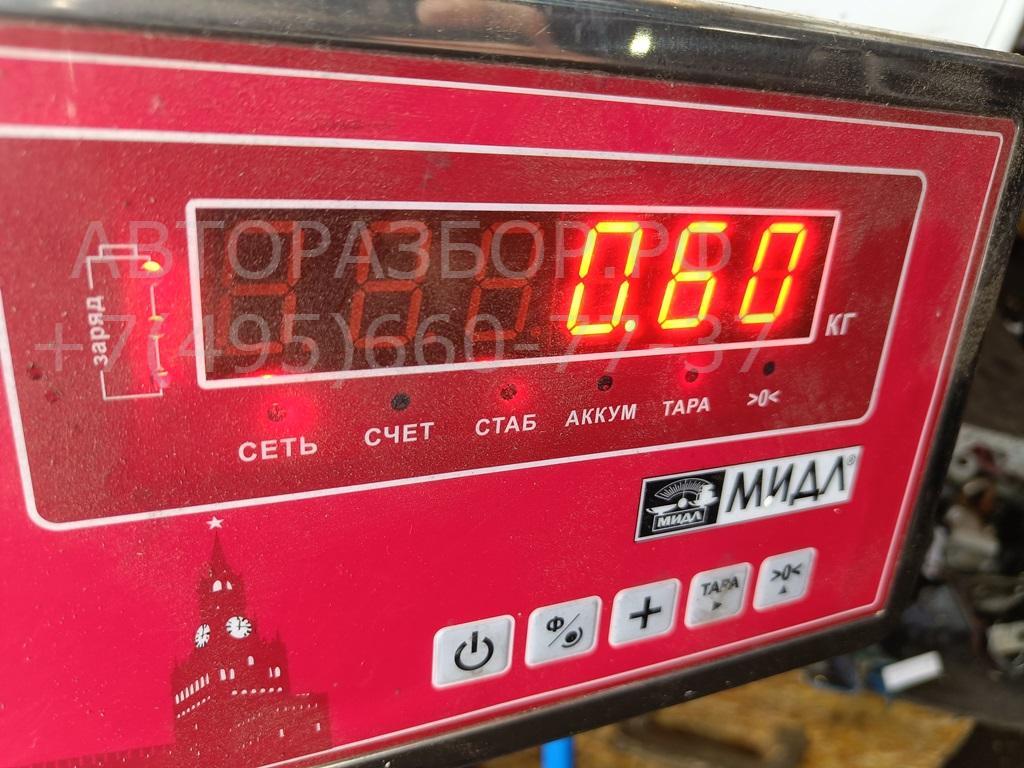 АВТОРАЗБОР.РФ
+7(495)660-77-37
заряд
0.60
кг
СЕТЬ СЧЕТ СТАБ АККУМ ТАРА >0<
МИДЛ МИДЛ®
Ф/ + ТАРА >0<